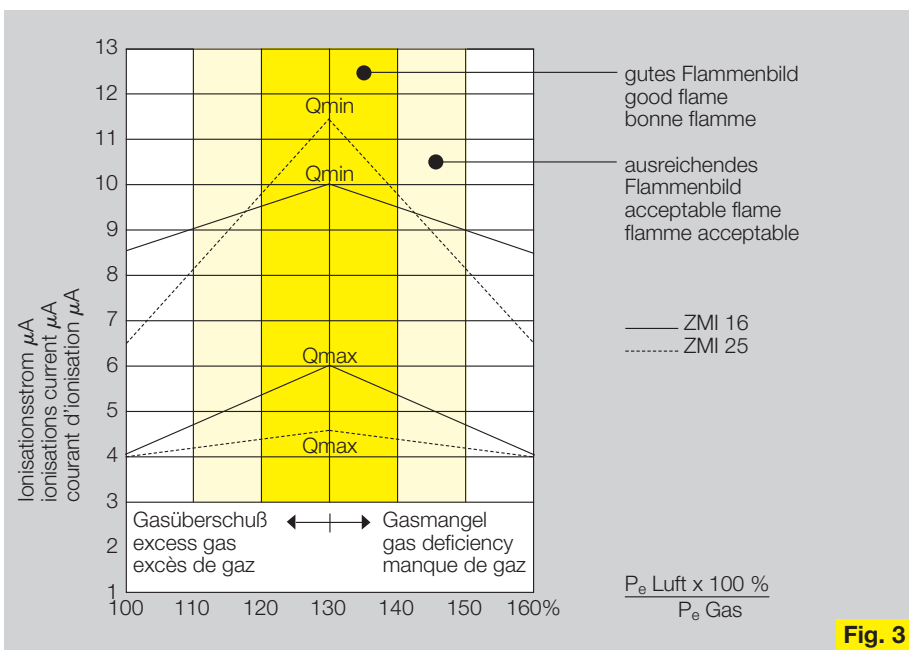 13
12
11
10
9
8
7
6
5
4
3
2
1
100 110 120 130 140 150 160%
Ionisationsstrom µA
ionisations current µA
courant d'ionisation µA
Qmin
Qmin
Qmax
Qmax
gutes Flammenbild
good flame
bonne flamme
ausreichendes
Flammenbild
acceptable flame
flamme acceptable
ZMI 16
ZMI 25
Gasüberschuß
excess gas
excès de gaz
Gasmangel
gas deficiency
manque de gaz
Pe Luft x 100 %
Pe Gas
Fig. 3